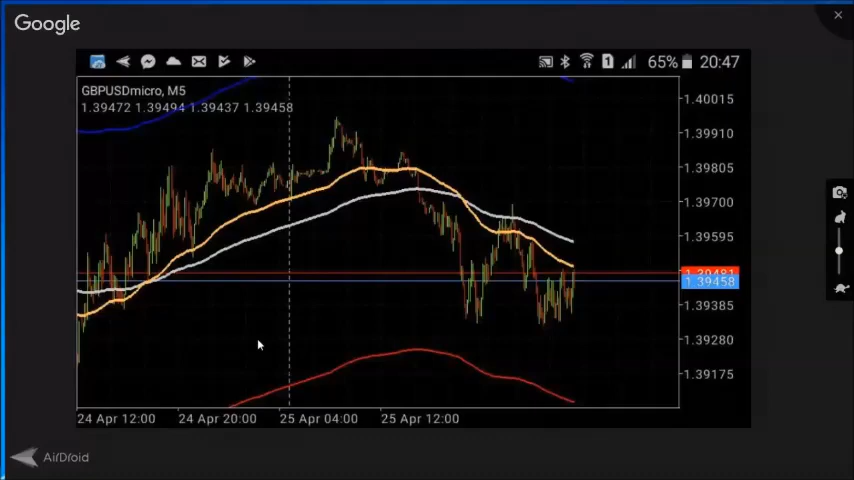 Google
65% 20:47
GBPUSDmicro, M5
1.39472 1.39494 1.39437 1.39458
1.40015
1.39910
1.39805
1.39700
1.39595
1.39481
1.39458
1.39385
1.39280
1.39175
24 Apr 12:00 24 Apr 20:00 25 Apr 04:00 25 Apr 12:00
AirDroid